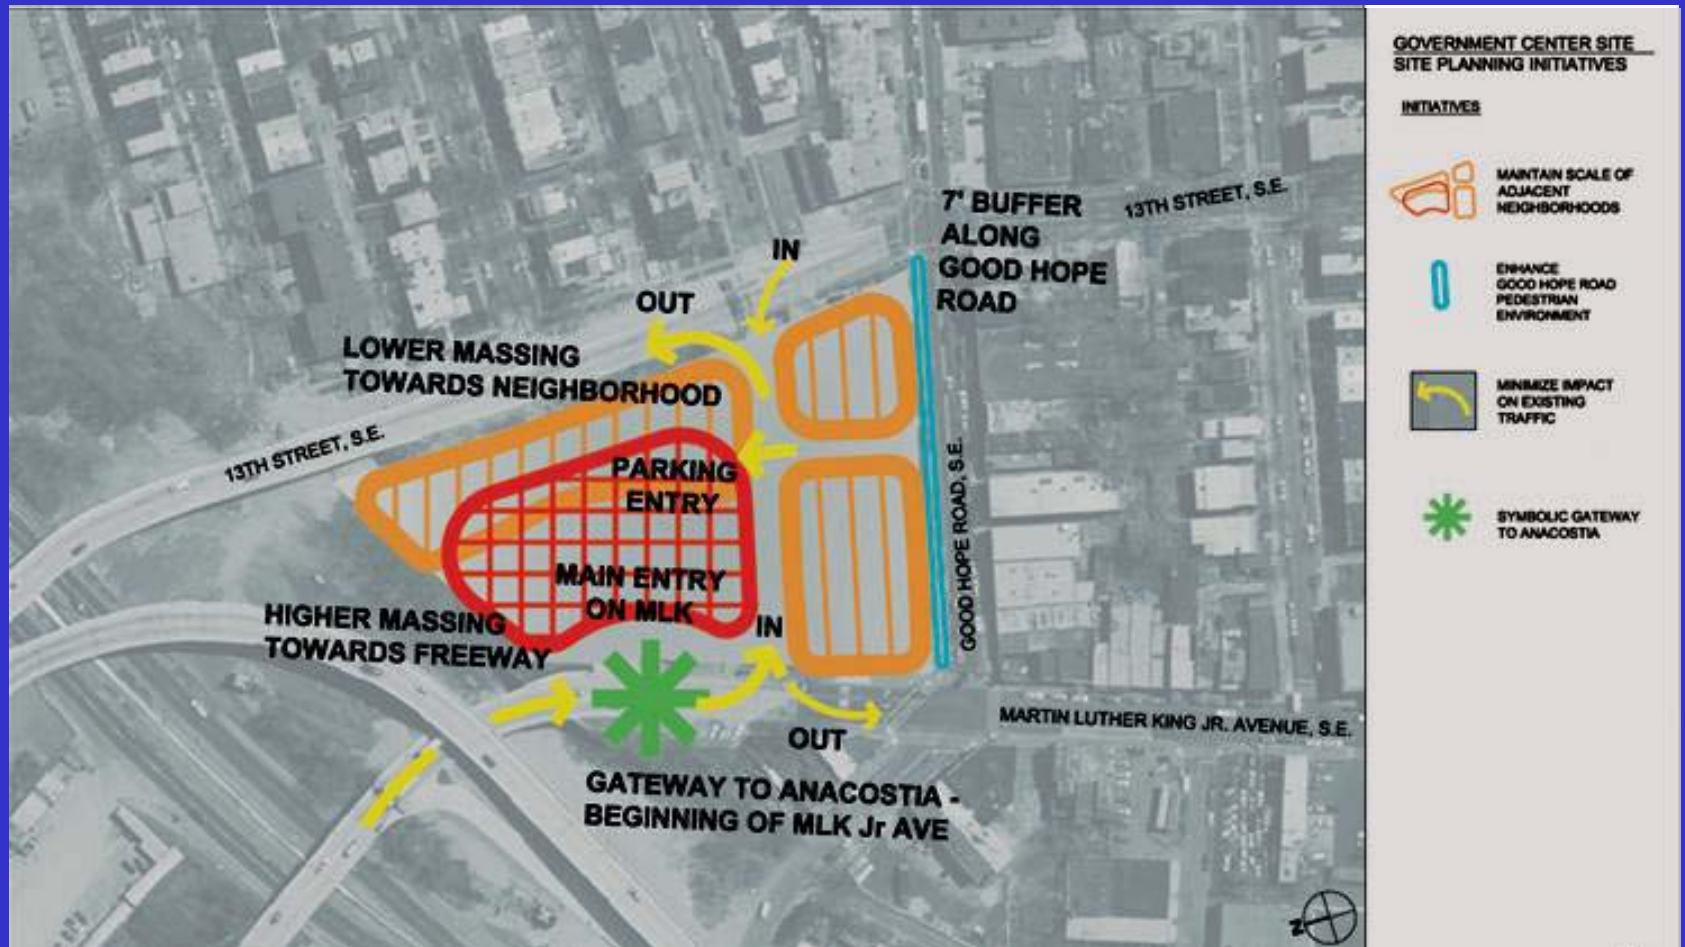 GOVERNMENT CENTER SITE
SITE PLANNING INITIATIVES
INITIATIVES
MAINTAIN SCALE OF
ADJACENT
NEIGHBORHOODS
ENHANCE
GOOD HOPE ROAD
PEDESTRIAN
ENVIRONMENT
MINIMIZE IMPACT
ON EXISTING
TRAFFIC
SYMBOLIC GATEWAY
TO ANACOSTIA
7' BUFFER
ALONG
GOOD HOPE
ROAD
13TH STREET, S.E.
IN
OUT
LOWER MASSING
TOWARDS NEIGHBORHOOD
13TH STREET, S.E.
PARKING
ENTRY
MAIN ENTRY
ON MLK
HIGHER MASSING
TOWARDS FREEWAY
IN
GOOD HOPE ROAD, S.E.
MARTIN LUTHER KING JR. AVENUE, S.E.
OUT
GATEWAY TO ANACOSTIA -
BEGINNING OF MLK Jr AVE
N